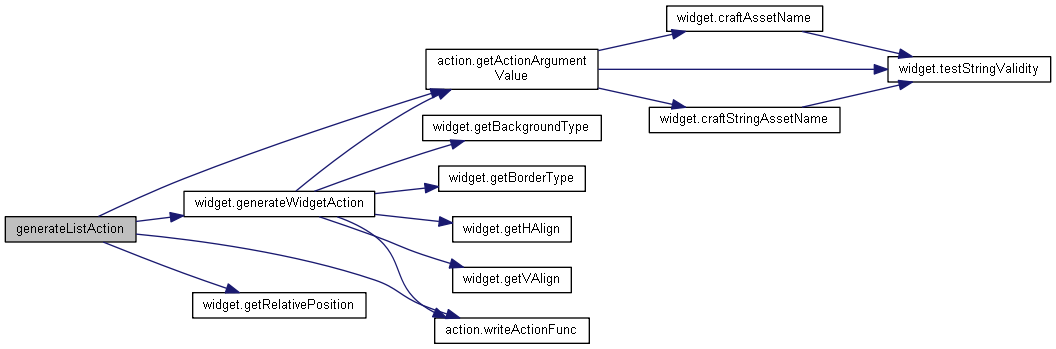 widget.craftAssetName
action.getActionArgument
Value
widget.testStringValidity
widget.craftStringAssetName
widget.getBackgroundType
widget.getBorderType
widget.generateWidgetAction
generateListAction
widget.getHAlign
widget.getVAlign
widget.getRelativePosition
action.writeActionFunc